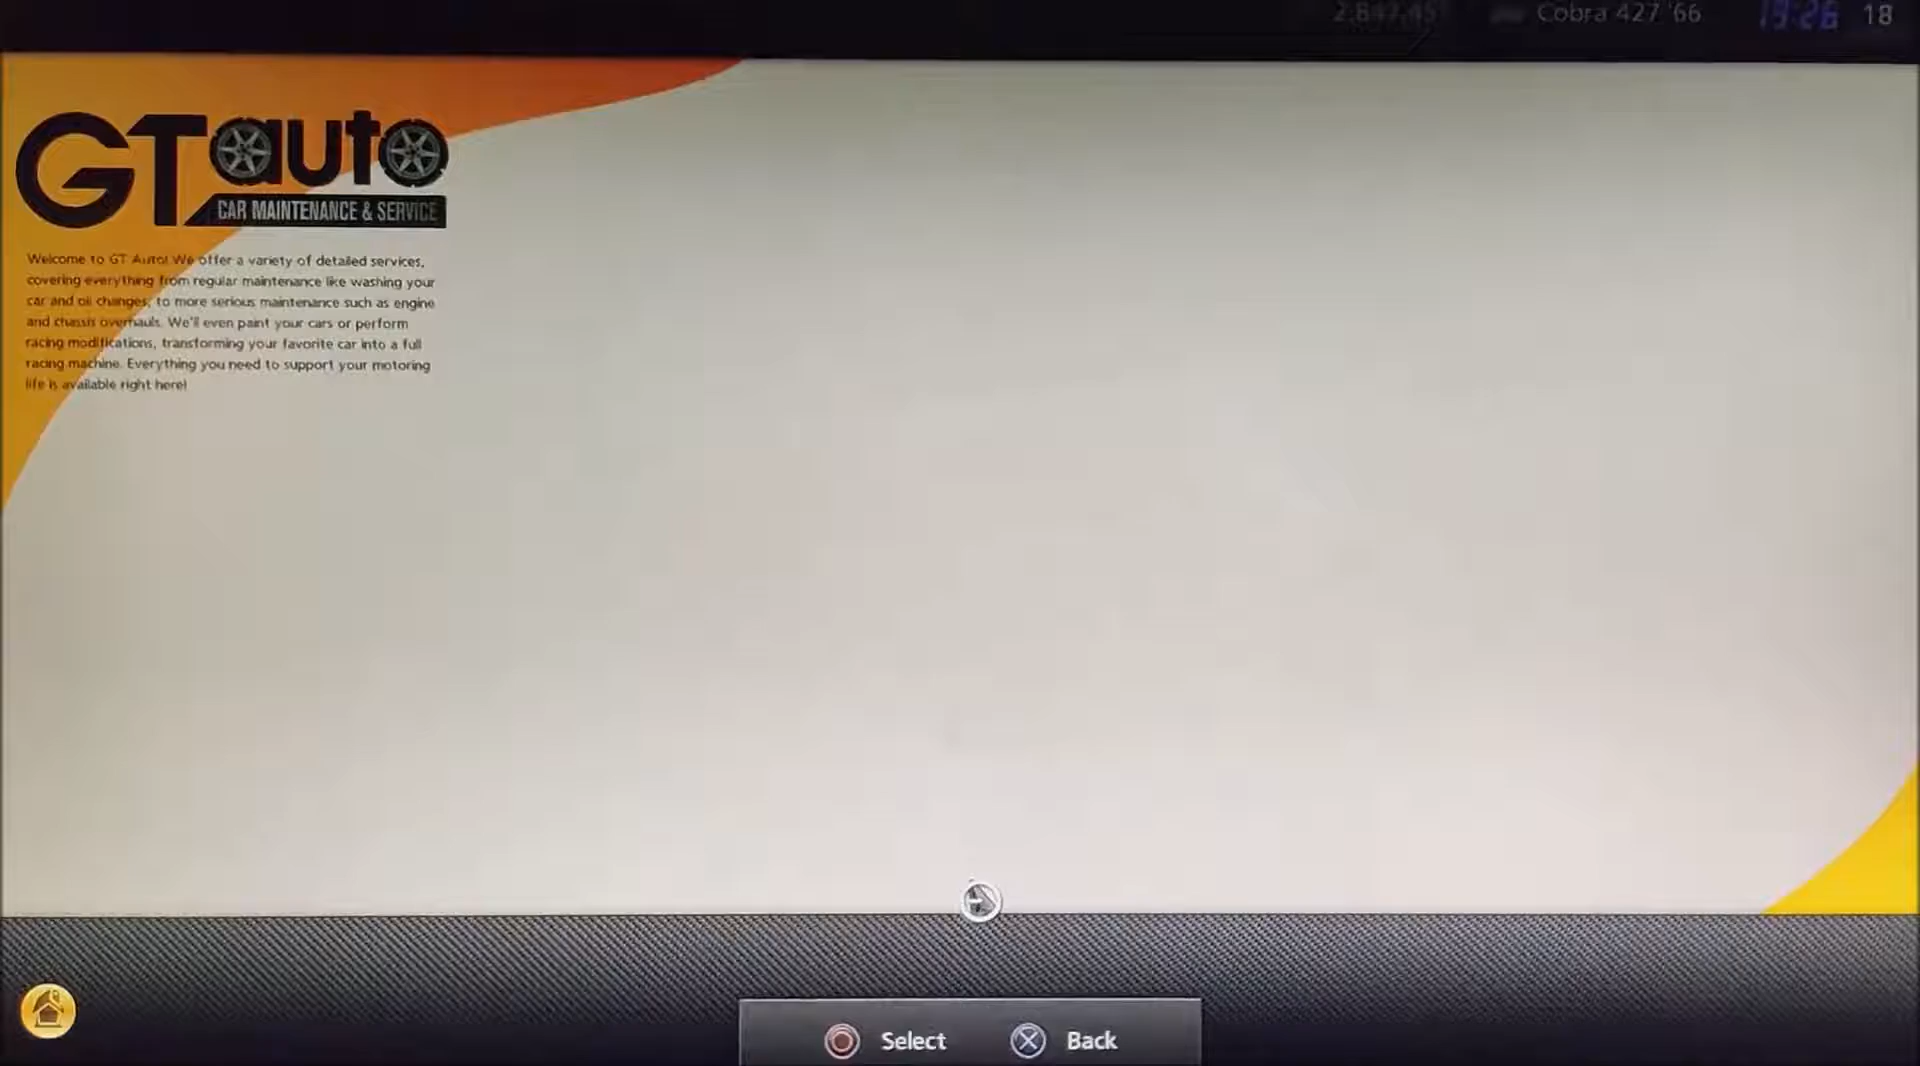 Cobra 427 '66
19:26
18
GT auto
CAR MAINTENANCE & SERVICE
Welcome to GT Auto! We offer a variety of detailed services,
covering everything from regular maintenance like washing your
car and oil changes, to more serious maintenance such as engine
and chassis overhauls. We'll even paint your cars or perform
racing modifications, transforming your favorite car into a full
racing machine. Everything you need to support your motoring
life is available right here!
Select
Back